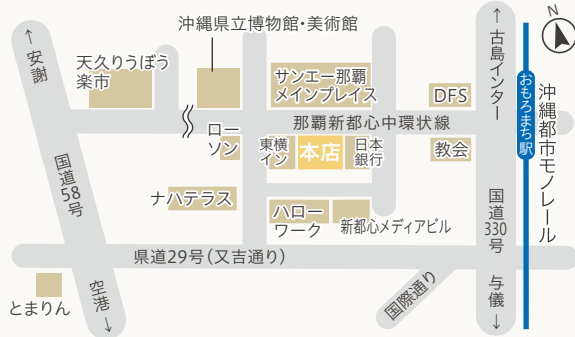 N
沖縄県立博物館・美術館
← 安謝
天久りうぼう
楽市
サンエー那覇
メインプレイス
DFS
← 古島インター
おもろまち駅
沖縄都市モノレール
那覇新都心中環状線
ロー
ソン
東横
イン
本店
日本
銀行
教会
国道58号
ナハテラス
ハロー
ワーク
新都心メディアビル
国道330号
県道29号(又吉通り)
とまりん
空港 →
国際通り
与儀 →